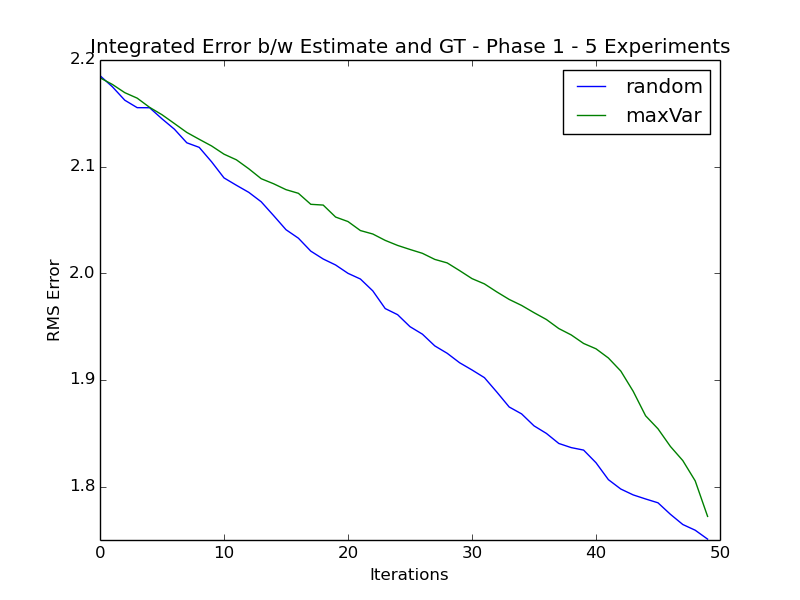 Integrated Error b/w Estimate and GT - Phase 1 - 5 Experiments
random
maxVar
2.2
2.1
2.0
1.9
1.8
RMS Error
0 10 20 30 40 50
Iterations